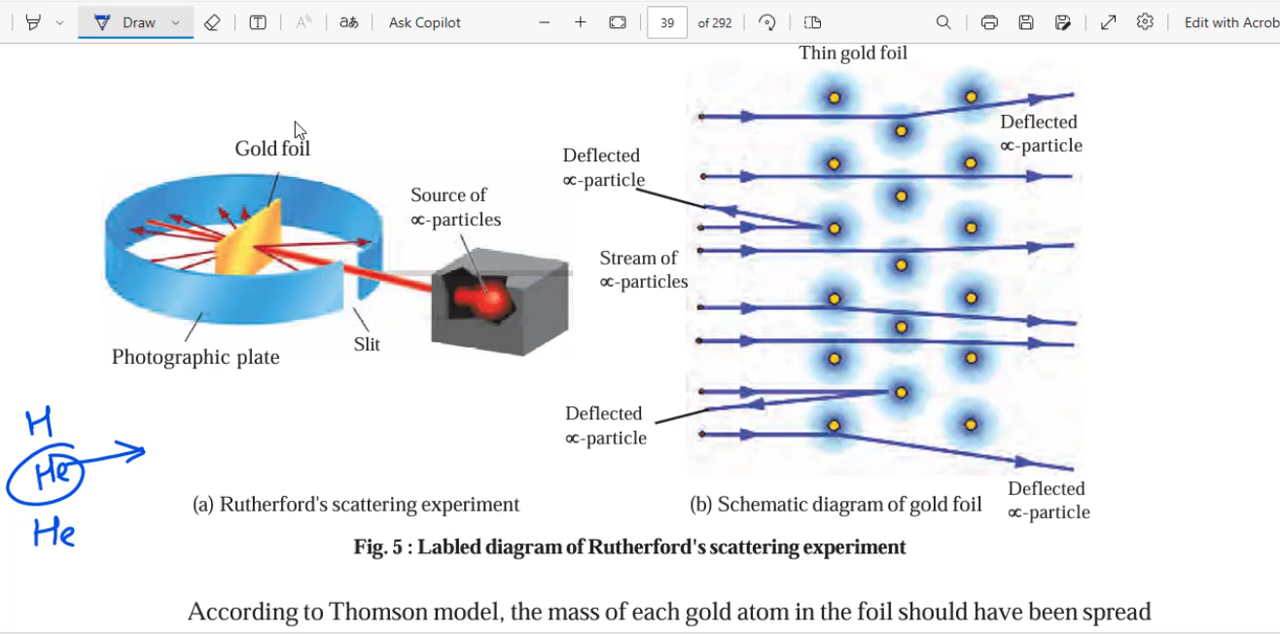 Draw
T
A
aあ
Ask Copilot
39
of 292
Edit with Acrob
Thin gold foil
Gold foil
Source of
∝-particles
Photographic plate
Slit
Deflected
∝-particle
Deflected
∝-particle
Stream of
∝-particles
Deflected
∝-particle
Deflected
∝-particle
H
He
He
(a) Rutherford's scattering experiment
(b) Schematic diagram of gold foil
Fig. 5 : Labled diagram of Rutherford's scattering experiment
According to Thomson model, the mass of each gold atom in the foil should have been spread